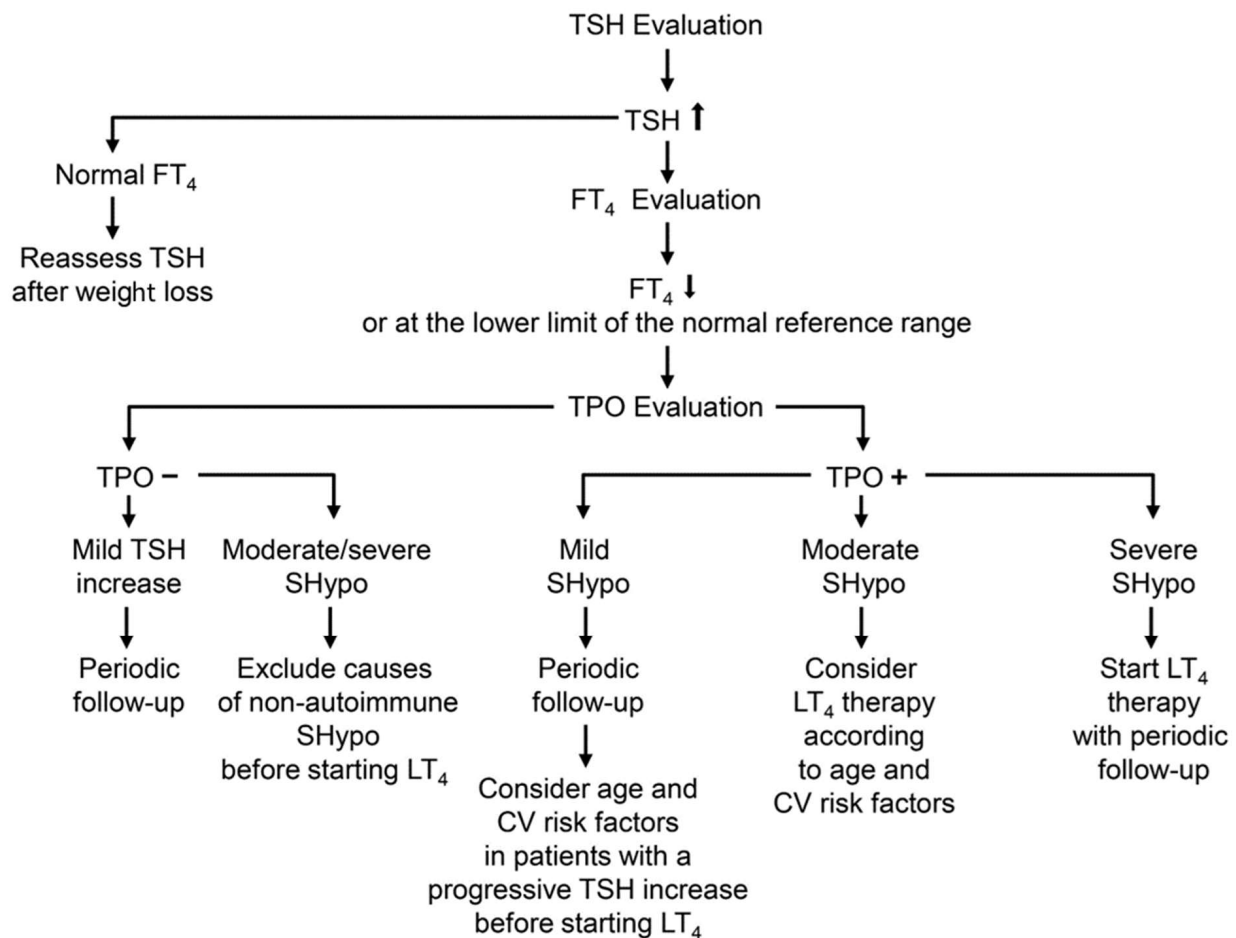 TSH Evaluation
TSH ⬆
Normal FT₄
Reassess TSH
after weight loss
FT₄ Evaluation
FT₄ ⬇
or at the lower limit of the normal reference range
TPO Evaluation
TPO −
Mild TSH
increase
Periodic
follow-up
Moderate/severe
SHypo
Exclude causes
of non-autoimmune
SHypo
before starting LT₄
TPO +
Mild
SHypo
Periodic
follow-up
Consider age and
CV risk factors
in patients with a
progressive TSH increase
before starting LT₄
Moderate
SHypo
Consider
LT₄ therapy
according
to age and
CV risk factors
Severe
SHypo
Start LT₄
therapy
with periodic
follow-up